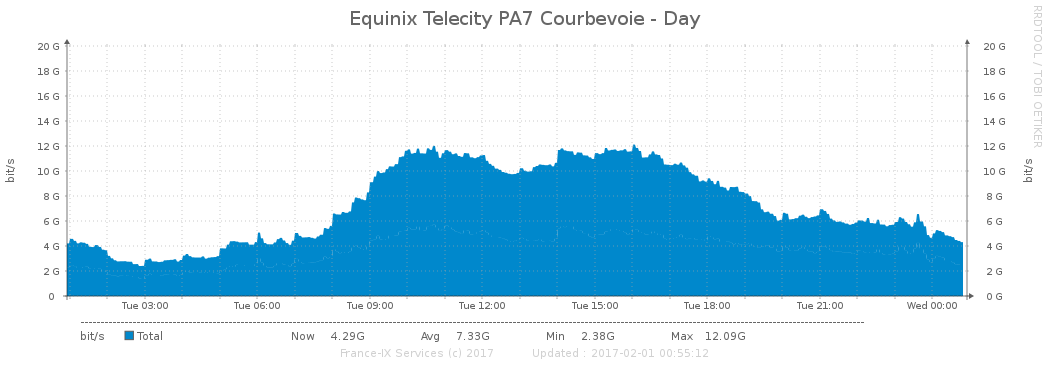 Equinix Telecity PA7 Courbevoie - Day
RRDTOOL / TOBI OETIKER
bit/s
bit/s
20 G 20 G
18 G 18 G
16 G 16 G
14 G 14 G
12 G 12 G
10 G 10 G
8 G 8 G
6 G 6 G
4 G 4 G
2 G 2 G
0 0 G
Tue 03:00 Tue 06:00 Tue 09:00 Tue 12:00 Tue 15:00 Tue 18:00 Tue 21:00 Wed 00:00
bit/s Total Now 4.29G Avg 7.33G Min 2.38G Max 12.09G
France-IX Services (c) 2017 Updated : 2017-02-01 00:55:12